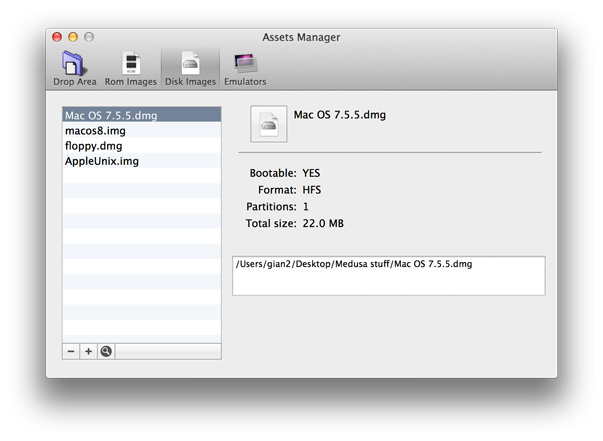 Assets Manager
Drop Area Rom Images Disk Images Emulators
Mac OS 7.5.5.dmg
macos8.img
floppy.dmg
AppleUnix.img
Mac OS 7.5.5.dmg
Bootable: YES
Format: HFS
Partitions: 1
Total size: 22.0 MB
/Users/gian2/Desktop/Medusa stuff/Mac OS 7.5.5.dmg